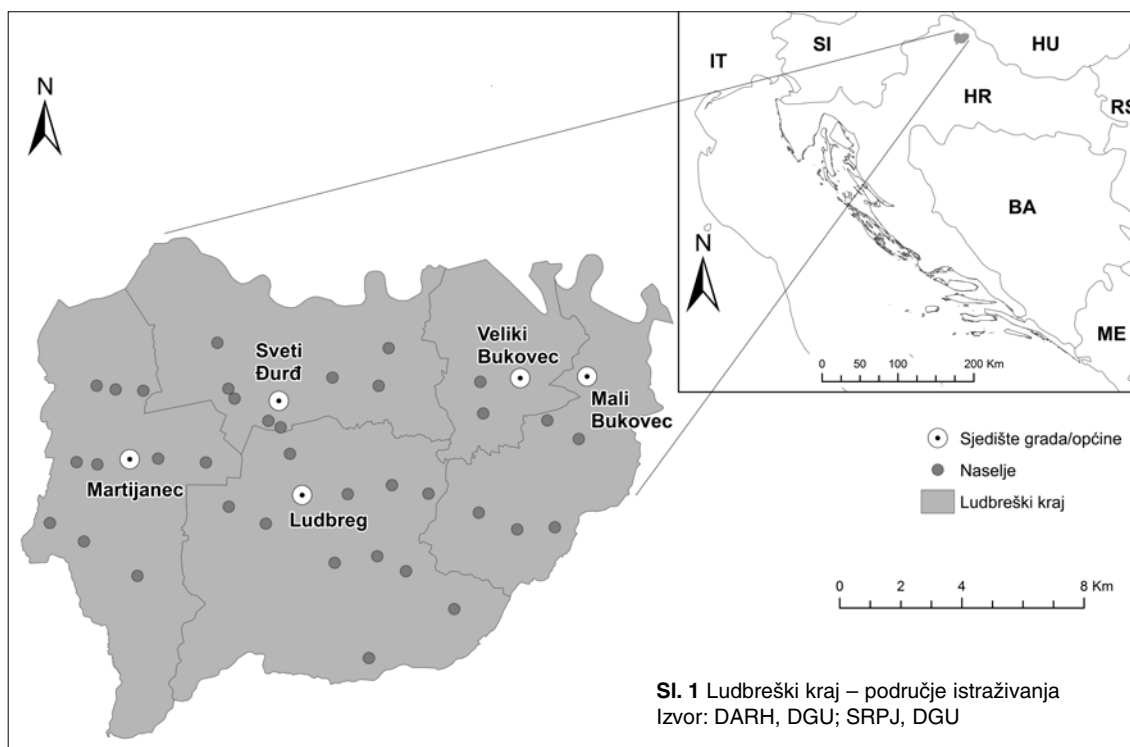 N
Sveti
Đurđ
Veliki
Bukovec
Mali
Bukovec
Martijanec
Ludbreg
IT
SI
HU
HR
RS
BA
ME
N
0 50 100 200 Km
Sjedište grada/općine
Naselje
Ludbreški kraj
0 2 4 8 Km
Sl. 1 Ludbreški kraj – područje istraživanja
Izvor: DARH, DGU; SRPJ, DGU